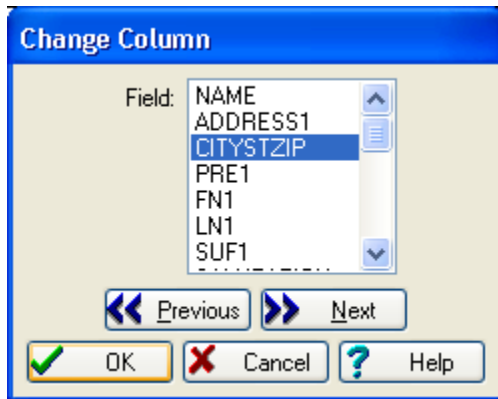 Change Column
Field:
NAME
ADDRESS1
CITYSTZIP
PRE1
FN1
LN1
SUF1
Previous
Next
OK
Cancel
Help